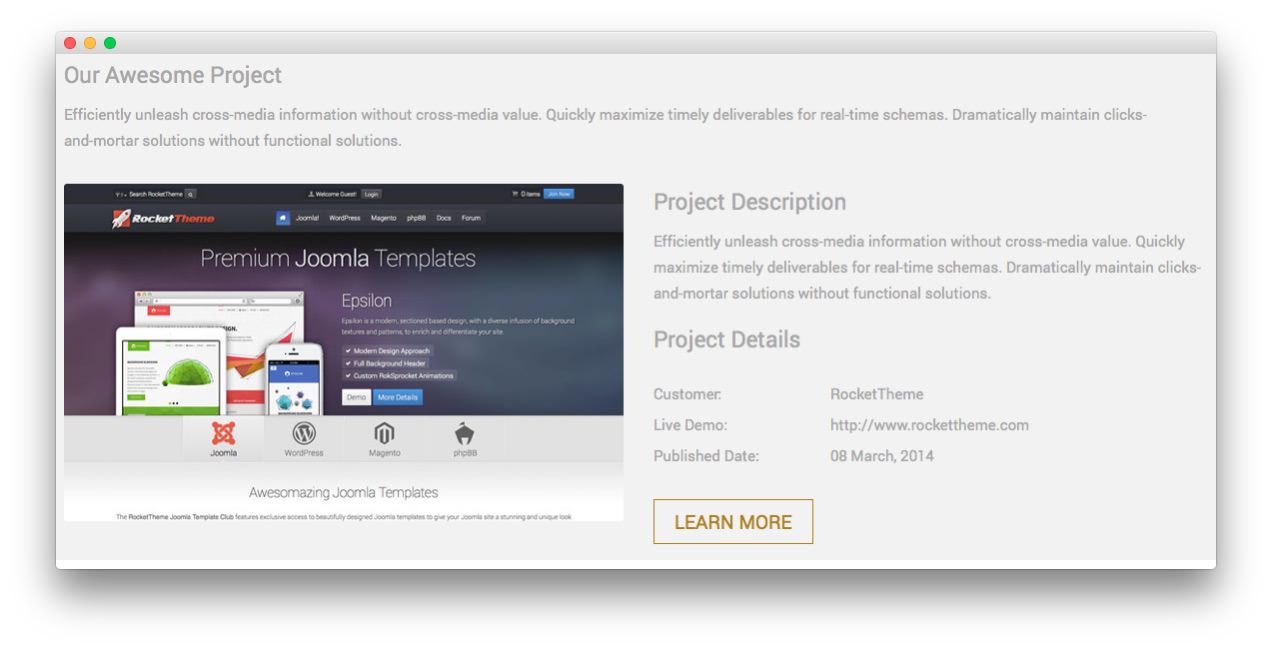 Our Awesome Project
Efficiently unleash cross-media information without cross-media value. Quickly maximize timely deliverables for real-time schemas. Dramatically maintain clicks-
and-mortar solutions without functional solutions.
Search RocketTheme
Welcome Guest! Login
0 items Join Now
RocketTheme
Joomla! WordPress Magento phpBB Docs Forum
Premium Joomla Templates
Epsilon
Epsilon is a modern, sectioned based design, with a diverse infusion of background
textures and patterns, to enrich and differentiate your site.
Modern Design Approach
Full Background Header
Custom RokSprocket Animations
Demo More Details
Joomla WordPress Magento phpBB
Awesomazing Joomla Templates
The RocketTheme Joomla Template Club features exclusive access to beautifully designed Joomla templates to give your Joomla site a stunning and unique look
Project Description
Efficiently unleash cross-media information without cross-media value. Quickly
maximize timely deliverables for real-time schemas. Dramatically maintain clicks-
and-mortar solutions without functional solutions.
Project Details
Customer: RocketTheme
Live Demo: http://www.rockettheme.com
Published Date: 08 March, 2014
LEARN MORE